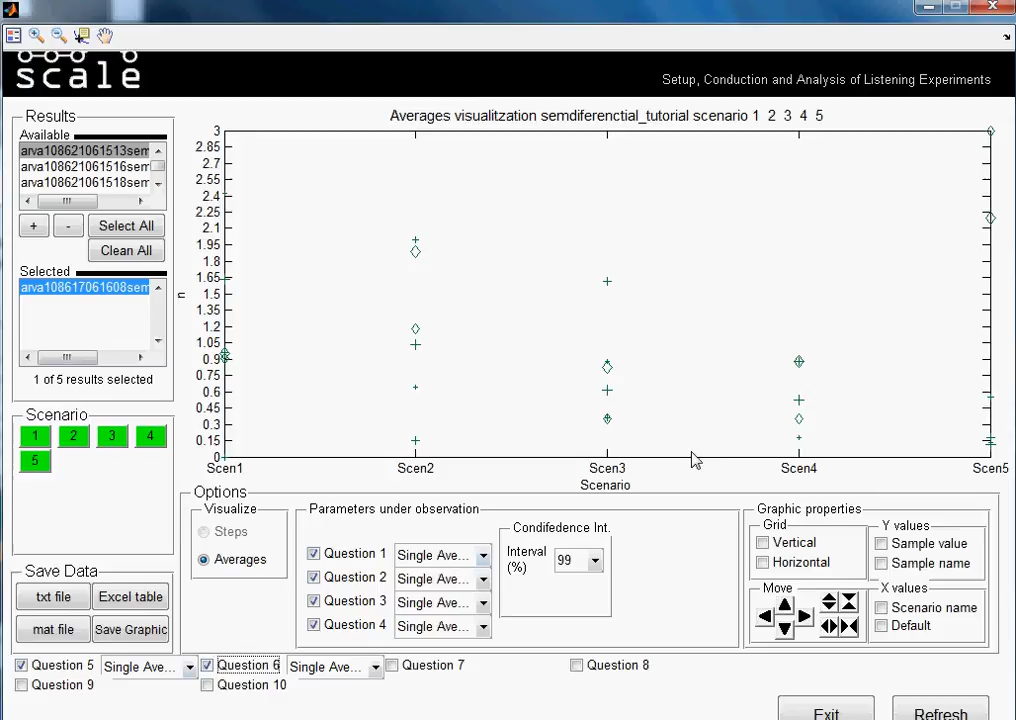 scale
Setup, Conduction and Analysis of Listening Experiments
Results
Available
arva108621061513sem
arva108621061516sem
arva108621061518sem
+ - Select All
Clean All
Selected
arva108617061608sem
1 of 5 results selected
Scenario
1 2 3 4
5
Save Data
txt file Excel table
mat file Save Graphic
Averages visualitzation semdiferenctial_tutorial scenario 1 2 3 4 5
3
2.85
2.7
2.55
2.4
2.25
2.1
1.95
1.8
1.65
1.5
1.35
1.2
1.05
0.9
0.75
0.6
0.45
0.3
0.15
0
n
Scen1 Scen2 Scen3 Scen4 Scen5
Scenario
Options
Visualize
Steps
Averages
Parameters under observation
Question 1 Single Ave...
Question 2 Single Ave...
Question 3 Single Ave...
Question 4 Single Ave...
Condifedence Int.
Interval
(%)
99
Graphic properties
Grid
Vertical
Horizontal
Y values
Sample value
Sample name
Move
X values
Scenario name
Default
Question 5 Single Ave... Question 6 Single Ave... Question 7 Question 8
Question 9 Question 10
Exit Refresh